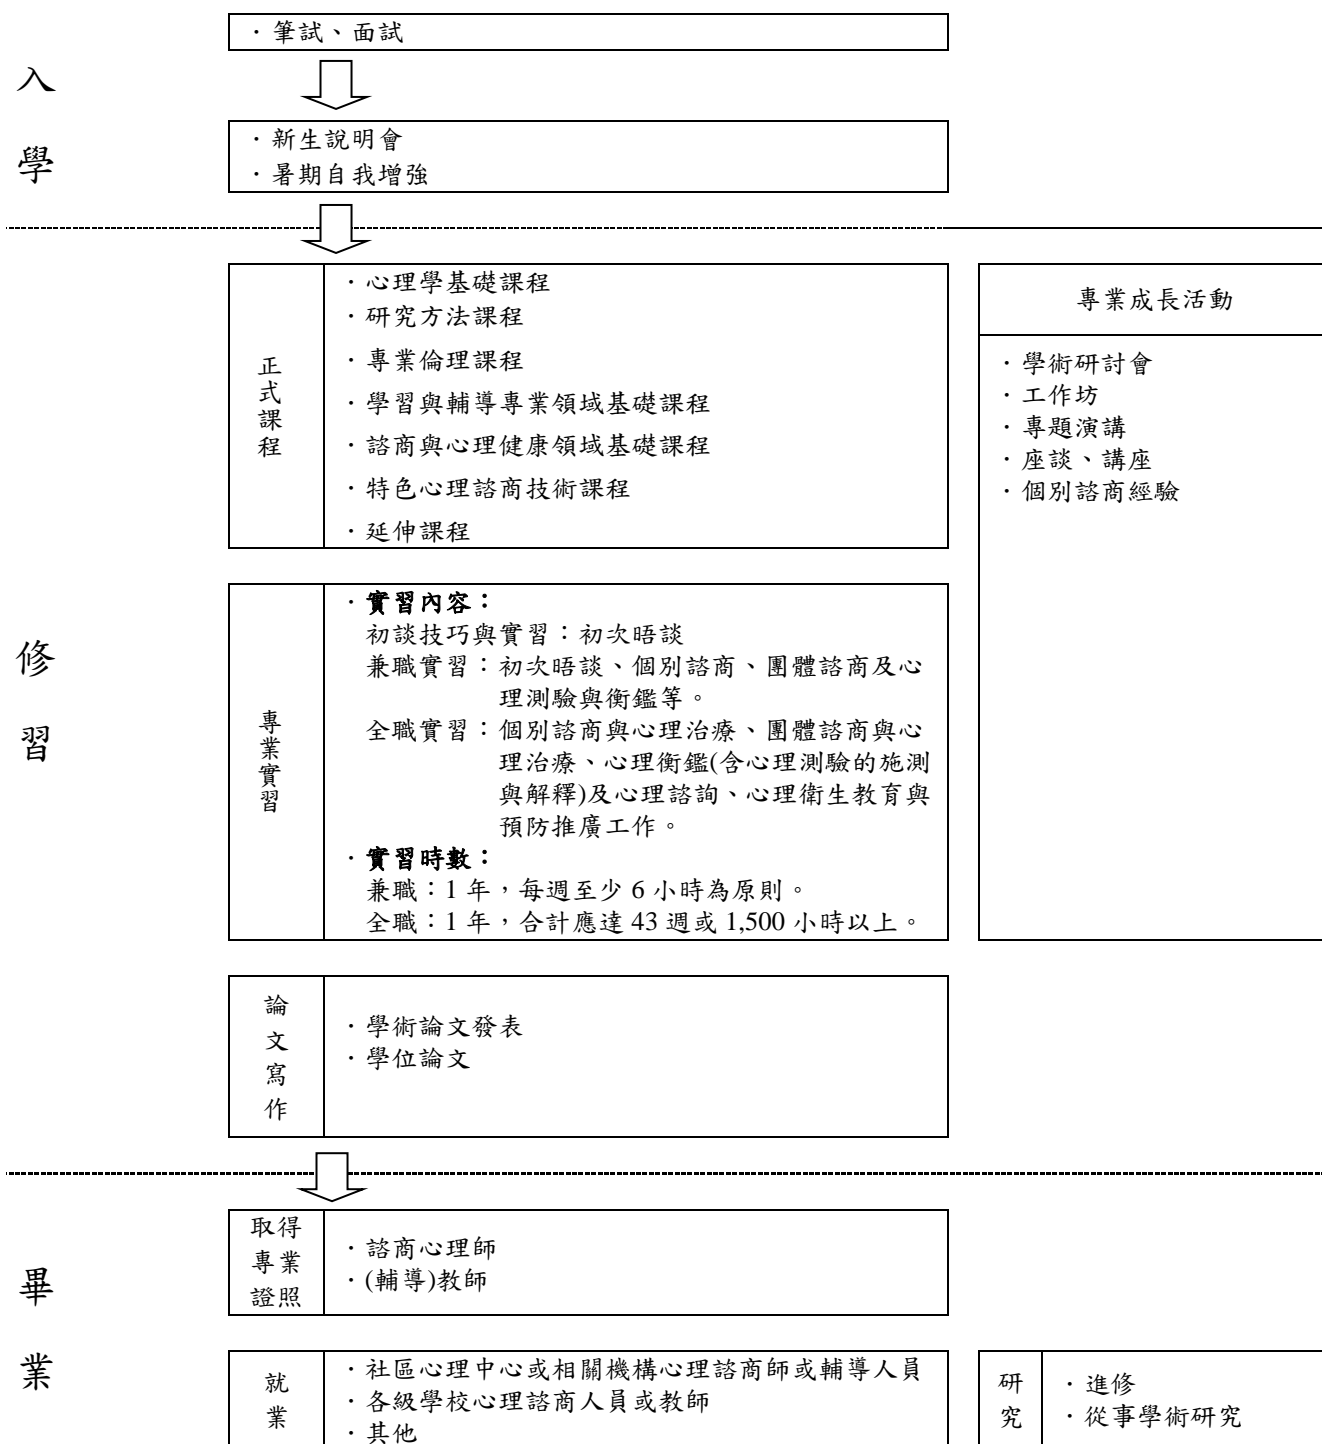 入學
·筆試、面試
·新生說明會
·暑期自我增強
修習
正式課程
·心理學基礎課程
·研究方法課程
·專業倫理課程
·學習與輔導專業領域基礎課程
·諮商與心理健康領域基礎課程
·特色心理諮商技術課程
·延伸課程
專業成長活動
·學術研討會
·工作坊
·專題演講
·座談、講座
·個別諮商經驗
專業實習
·實習內容：
初談技巧與實習：初次晤談
兼職實習：初次晤談、個別諮商、團體諮商及心
理測驗與衡鑑等。
全職實習：個別諮商與心理治療、團體諮商與心
理治療、心理衡鑑(含心理測驗的施測
與解釋)及心理諮詢、心理衛生教育與
預防推廣工作。
·實習時數：
兼職：1 年，每週至少 6 小時為原則。
全職：1 年，合計應達 43 週或 1,500 小時以上。
論文寫作
·學術論文發表
·學位論文
畢業
取得
專業
證照
·諮商心理師
·(輔導)教師
就業
·社區心理中心或相關機構心理諮商師或輔導人員
·各級學校心理諮商人員或教師
·其他
研究
·進修
·從事學術研究